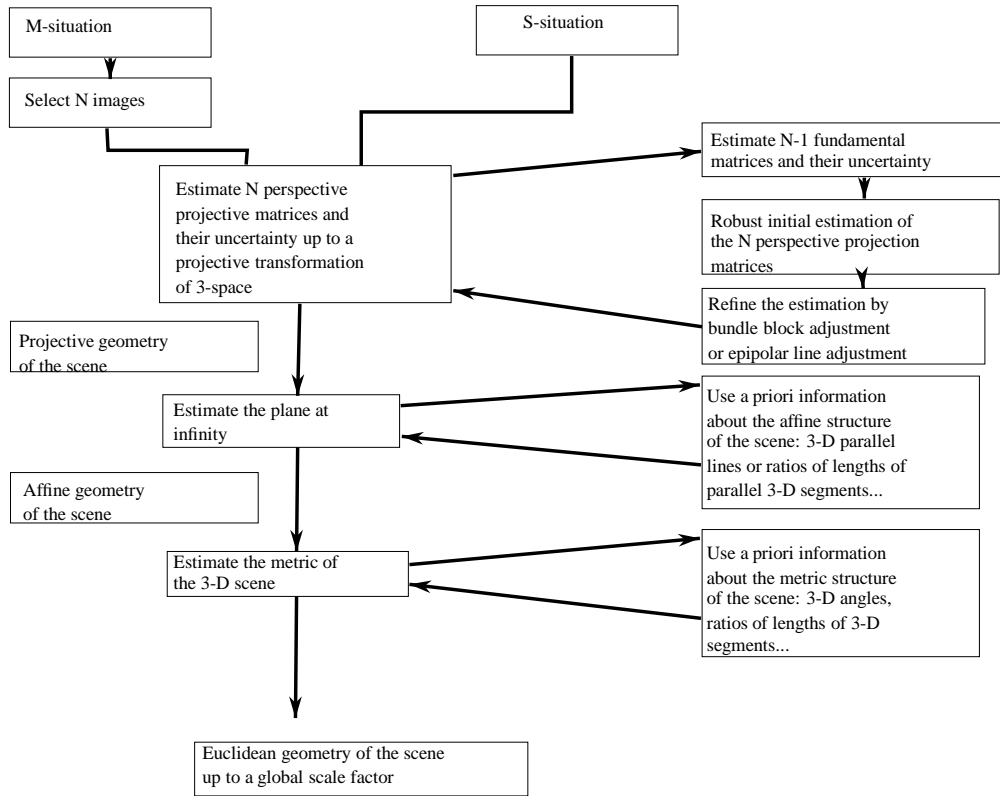 M-situation
S-situation
Select N images
Estimate N perspective
projective matrices and
their uncertainty up to a
projective transformation
of 3-space
Estimate N-1 fundamental
matrices and their uncertainty
Robust initial estimation of
the N perspective projection
matrices
Refine the estimation by
bundle block adjustment
or epipolar line adjustment
Projective geometry
of the scene
Estimate the plane at
infinity
Use a priori information
about the affine structure
of the scene: 3-D parallel
lines or ratios of lengths of
parallel 3-D segments...
Affine geometry
of the scene
Estimate the metric of
the 3-D scene
Use a priori information
about the metric structure
of the scene: 3-D angles,
ratios of lengths of 3-D
segments...
Euclidean geometry of the scene
up to a global scale factor